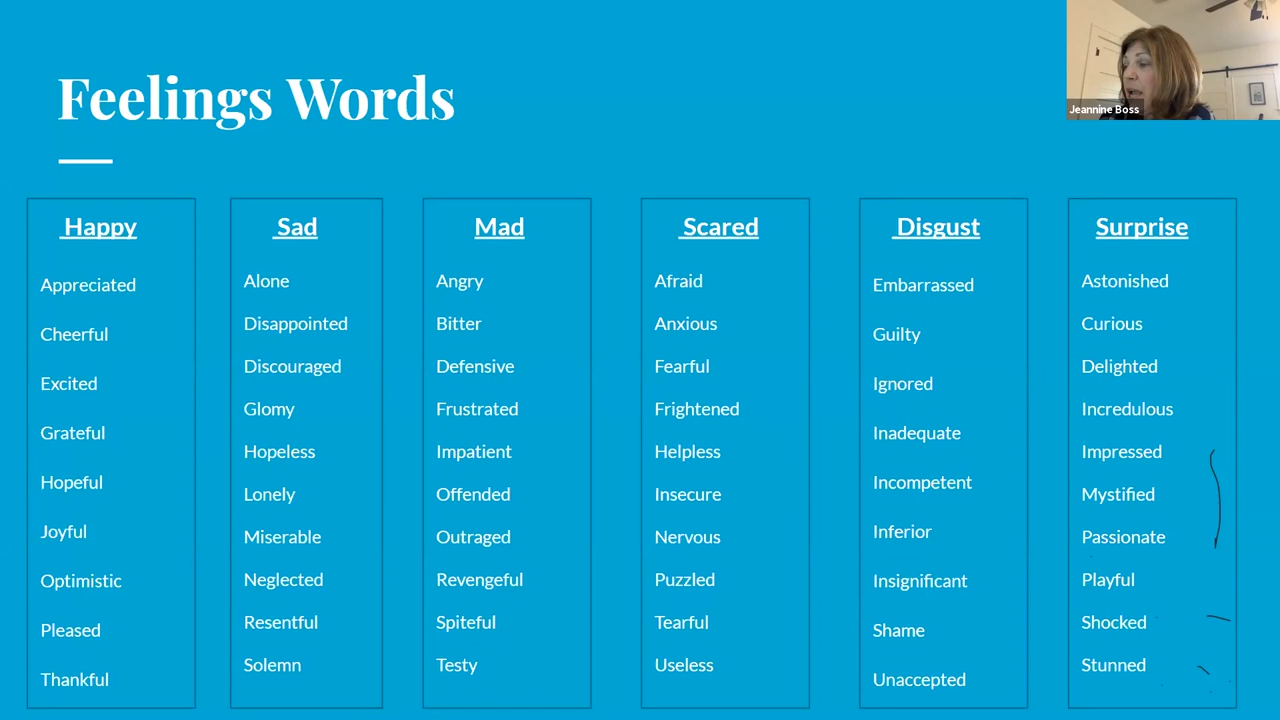 Feelings Words
Jeannine Boss
Happy
Appreciated
Cheerful
Excited
Grateful
Hopeful
Joyful
Optimistic
Pleased
Thankful
Sad
Alone
Disappointed
Discouraged
Glomy
Hopeless
Lonely
Miserable
Neglected
Resentful
Solemn
Mad
Angry
Bitter
Defensive
Frustrated
Impatient
Offended
Outraged
Revengeful
Spiteful
Testy
Scared
Afraid
Anxious
Fearful
Frightened
Helpless
Insecure
Nervous
Puzzled
Tearful
Useless
Disgust
Embarrassed
Guilty
Ignored
Inadequate
Incompetent
Inferior
Insignificant
Shame
Unaccepted
Surprise
Astonished
Curious
Delighted
Incredulous
Impressed
Mystified
Passionate
Playful
Shocked
Stunned